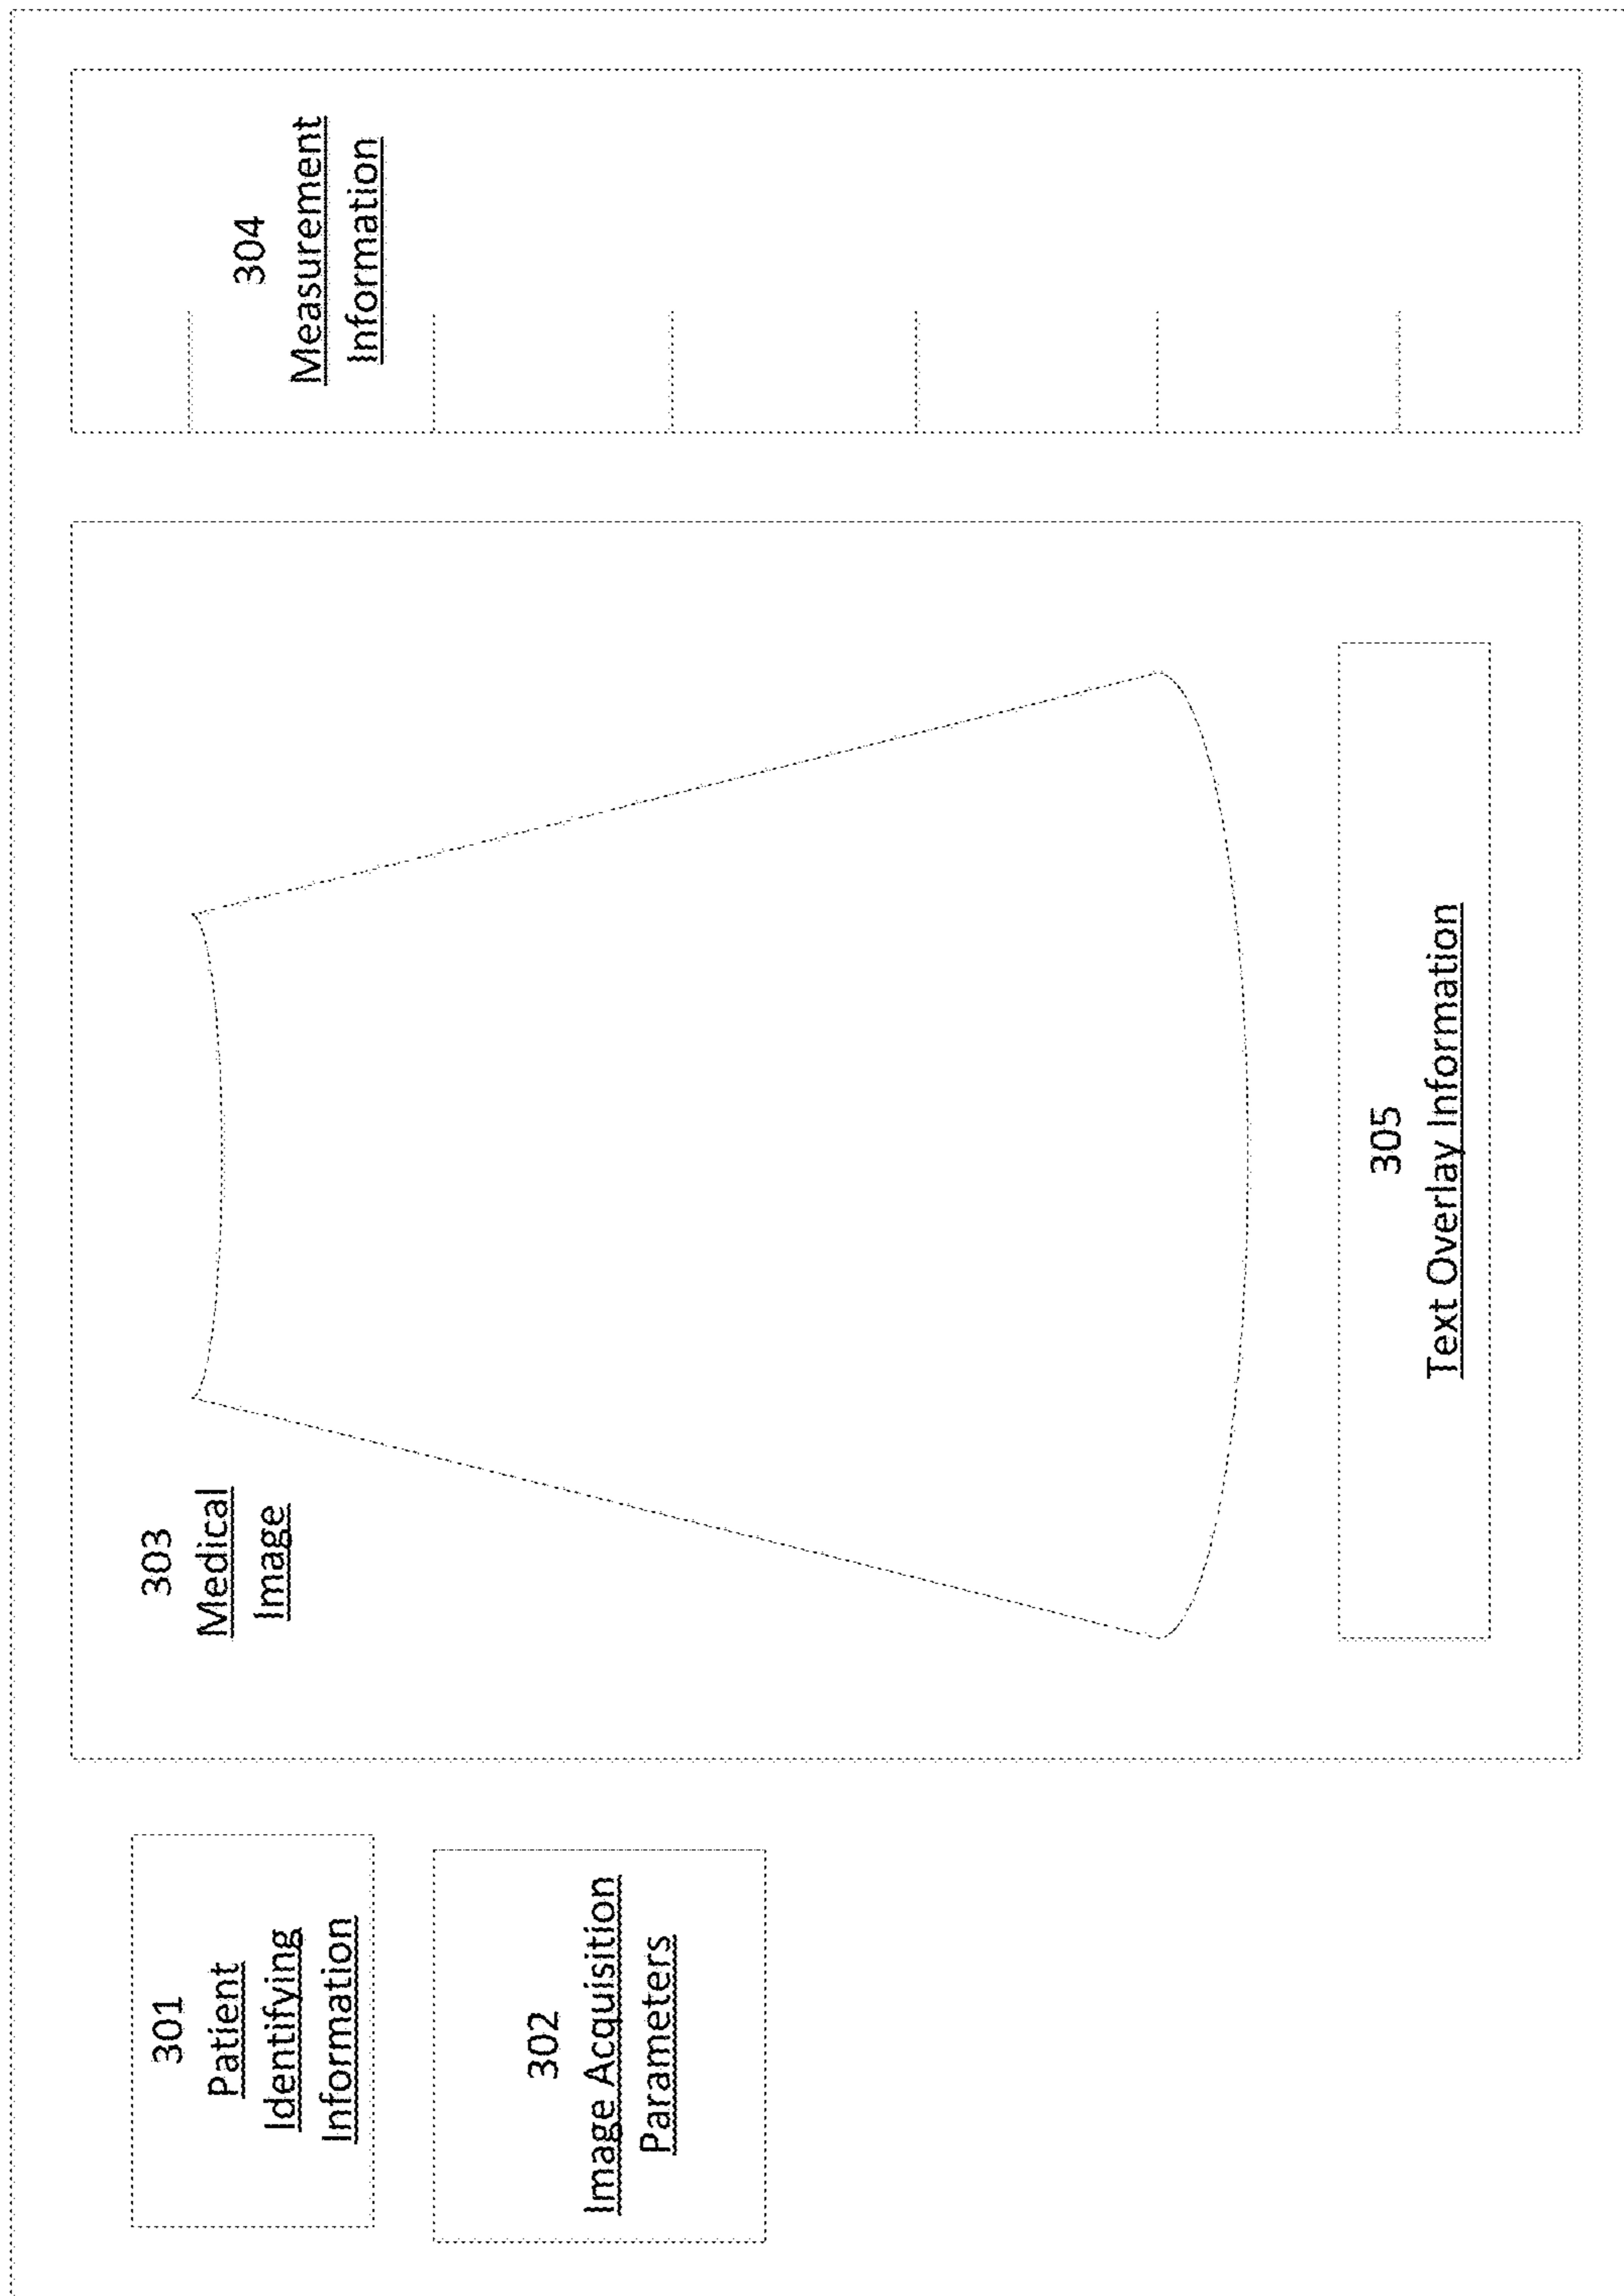 301
Patient
Identifying
Information
302
Image Acquisition
Parameters
303
Medical
Image
305
Text Overlay Information
304
Measurement
Information